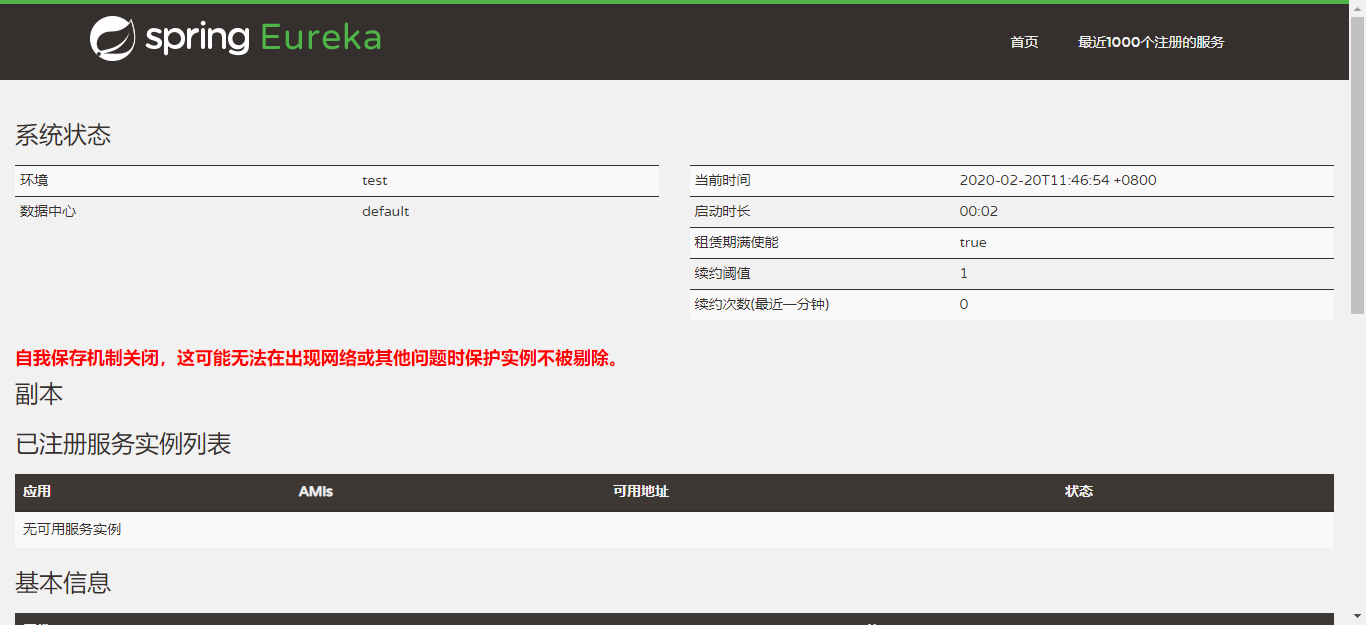 spring Eureka
首页 最近1000个注册的服务
系统状态
环境 test
数据中心 default
当前时间 2020-02-20T11:46:54 +0800
启动时长 00:02
租赁期满使能 true
续约阈值 1
续约次数(最近一分钟) 0
自我保存机制关闭，这可能无法在出现网络或其他问题时保护实例不被剔除。
副本
已注册服务实例列表
应用 AMIs 可用地址 状态
无可用服务实例
基本信息